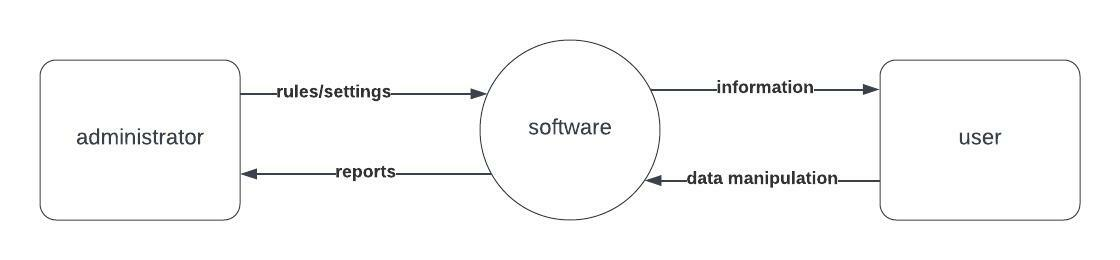 administrator
rules/settings
reports
software
information
data manipulation
user